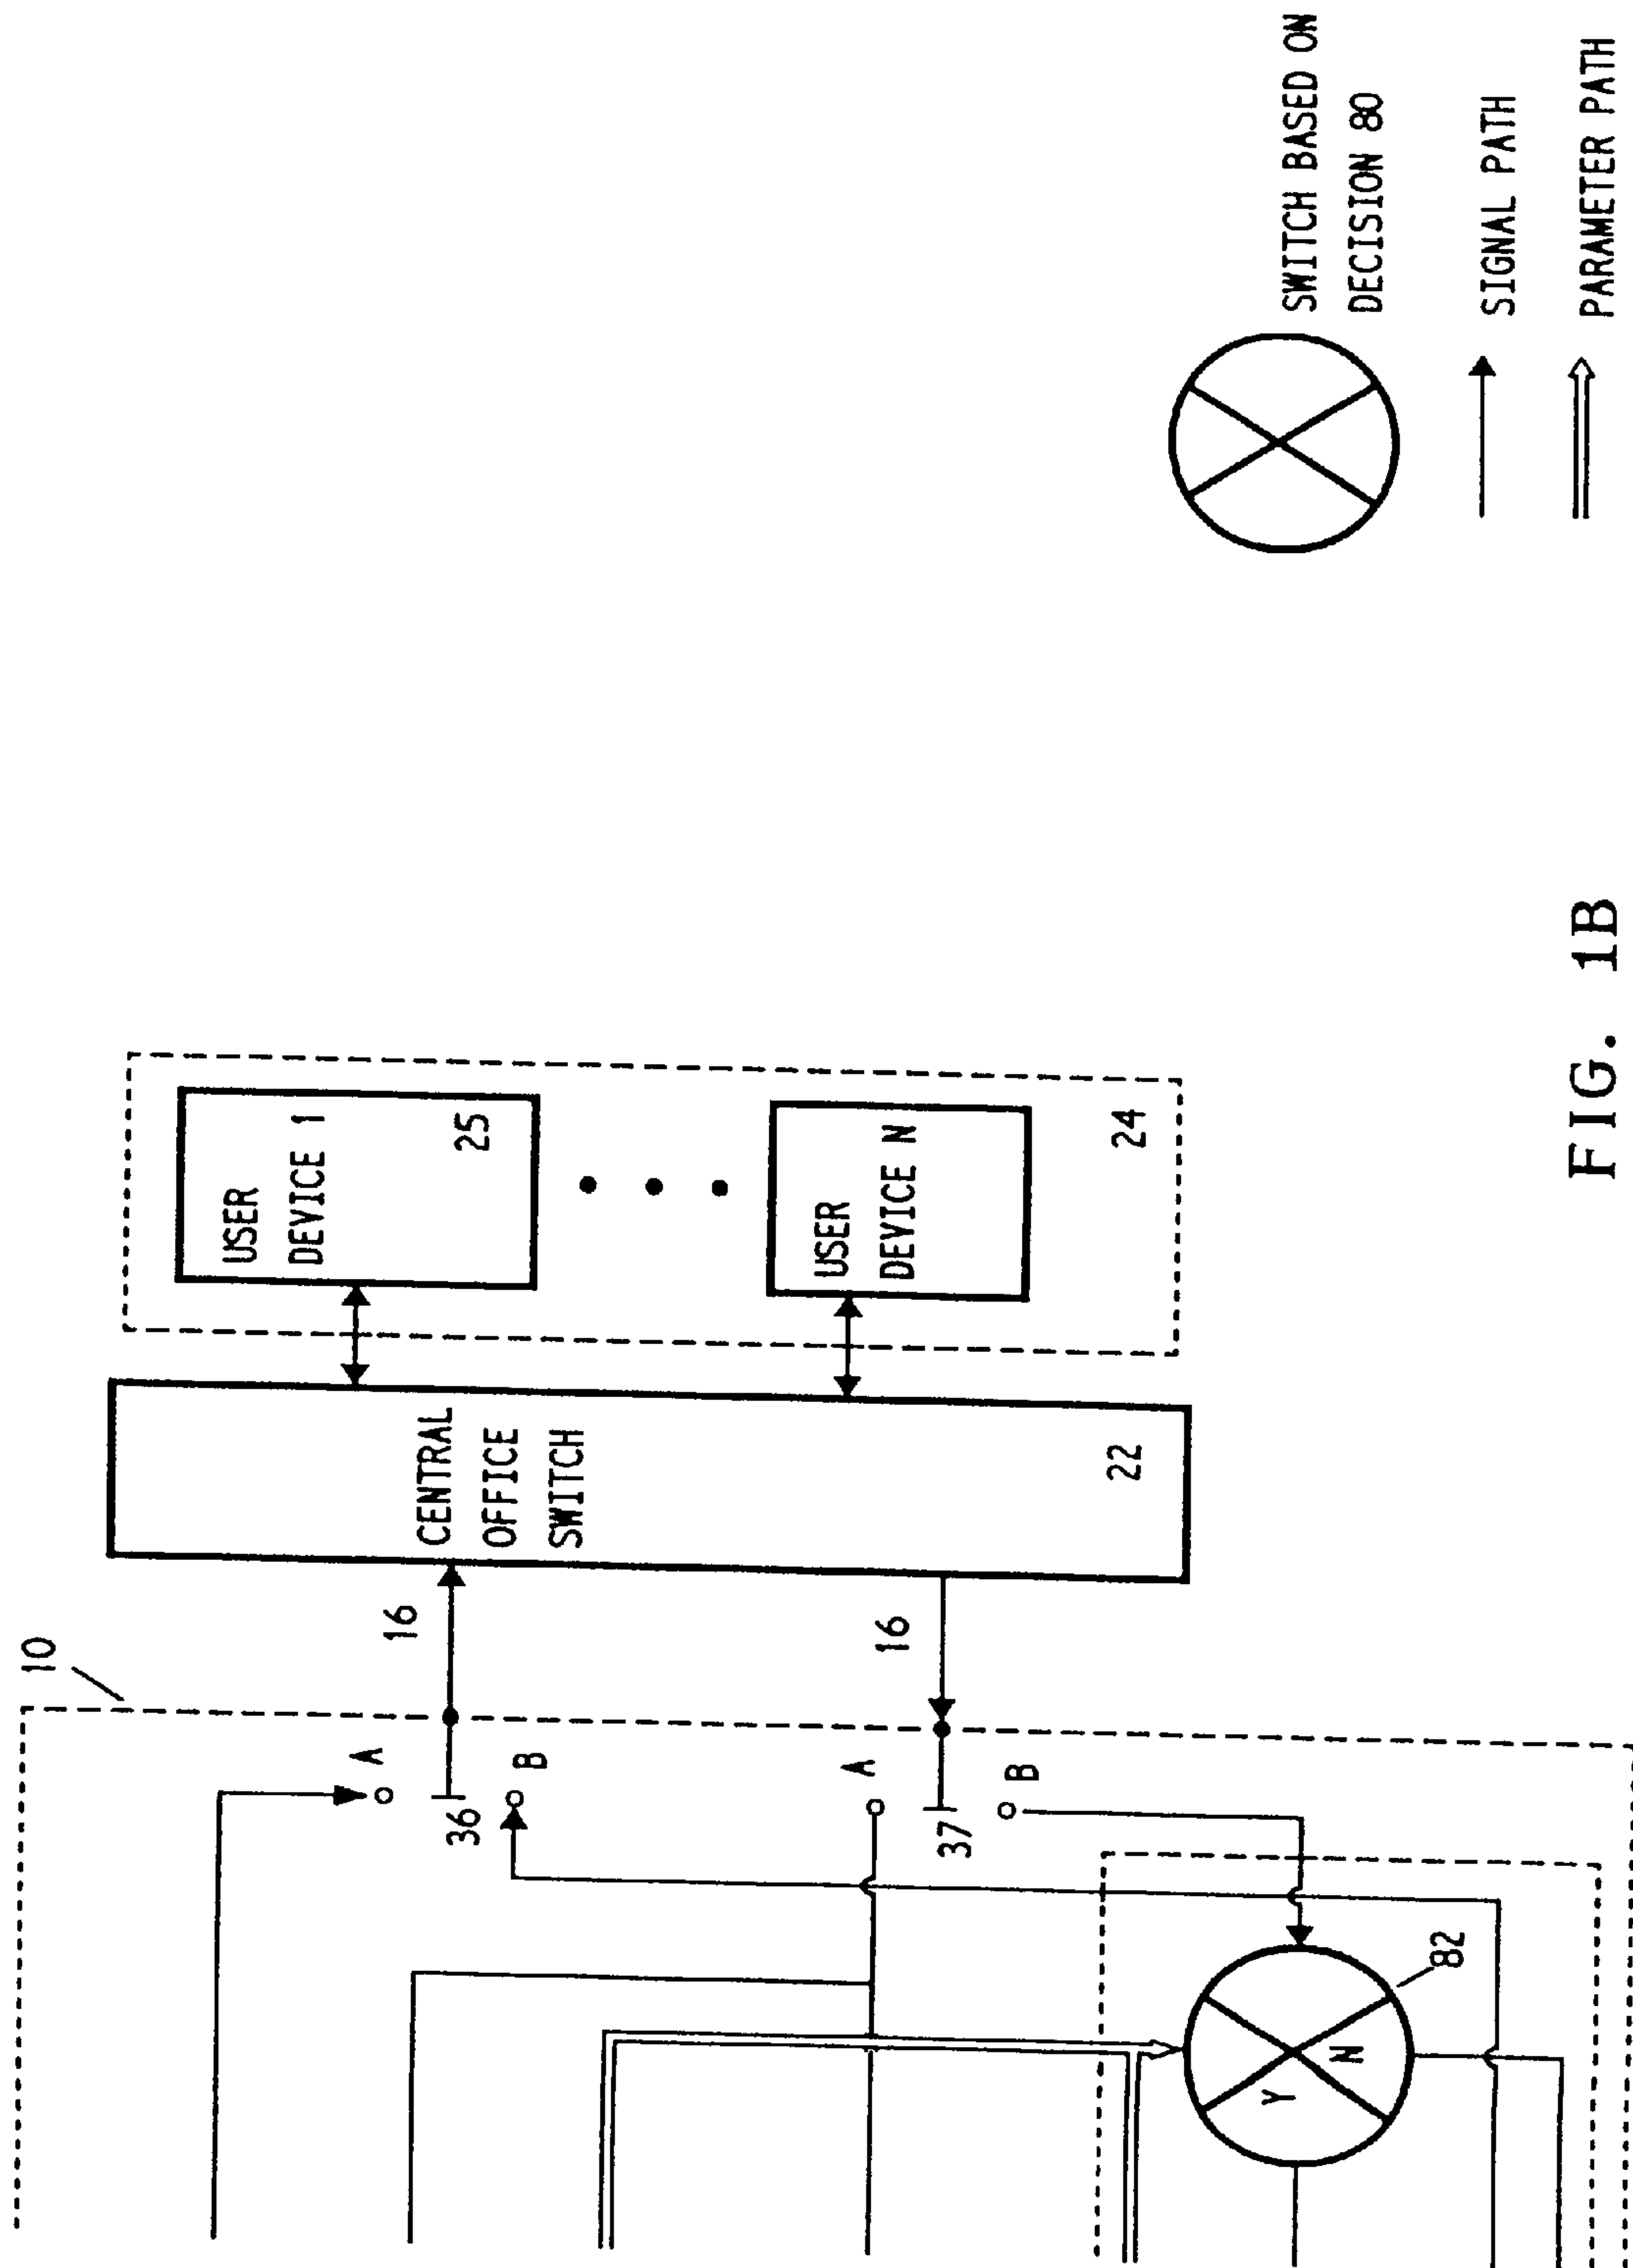 10
A
36
B
16
CENTRAL
OFFICE
SWITCH
22
16
A
37
B
USER
DEVICE 1
25
USER
DEVICE N
24
Y
N
82
SWITCH BASED ON
DECISION 80
SIGNAL PATH
PARAMETER PATH
FIG. 1B